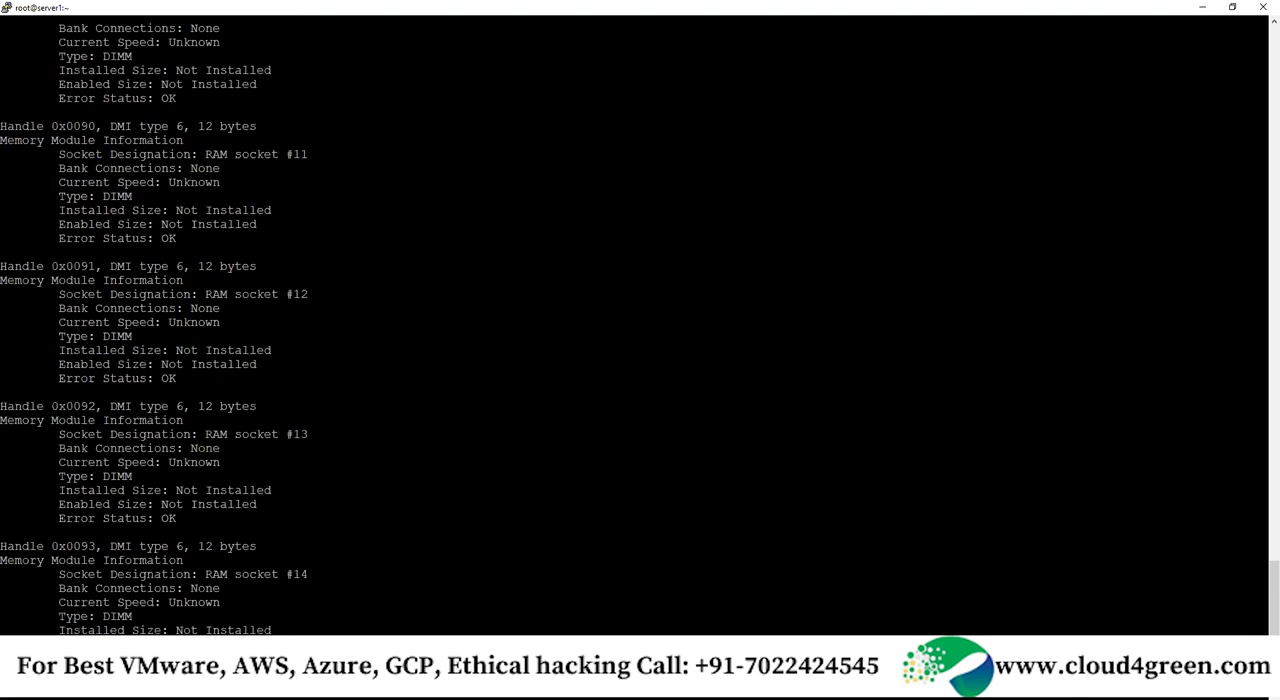 root@server1:~
Bank Connections: None
Current Speed: Unknown
Type: DIMM
Installed Size: Not Installed
Enabled Size: Not Installed
Error Status: OK
Handle 0x0090, DMI type 6, 12 bytes
Memory Module Information
Socket Designation: RAM socket #11
Bank Connections: None
Current Speed: Unknown
Type: DIMM
Installed Size: Not Installed
Enabled Size: Not Installed
Error Status: OK
Handle 0x0091, DMI type 6, 12 bytes
Memory Module Information
Socket Designation: RAM socket #12
Bank Connections: None
Current Speed: Unknown
Type: DIMM
Installed Size: Not Installed
Enabled Size: Not Installed
Error Status: OK
Handle 0x0092, DMI type 6, 12 bytes
Memory Module Information
Socket Designation: RAM socket #13
Bank Connections: None
Current Speed: Unknown
Type: DIMM
Installed Size: Not Installed
Enabled Size: Not Installed
Error Status: OK
Handle 0x0093, DMI type 6, 12 bytes
Memory Module Information
Socket Designation: RAM socket #14
Bank Connections: None
Current Speed: Unknown
Type: DIMM
Installed Size: Not Installed
For Best VMware, AWS, Azure, GCP, Ethical hacking Call: +91-7022424545 www.cloud4green.com